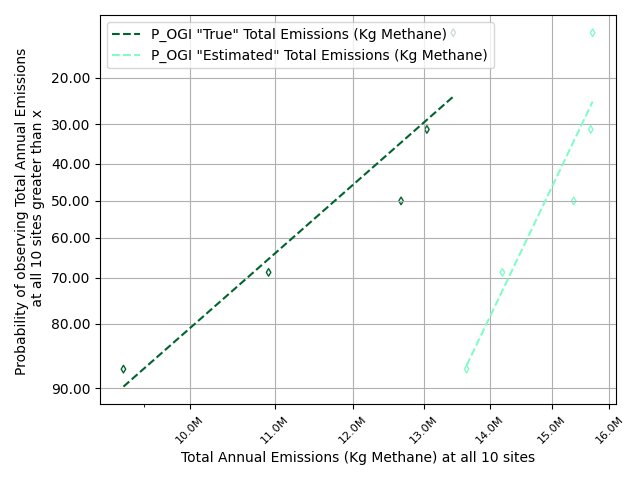 P_OGI "True" Total Emissions (Kg Methane)
P_OGI "Estimated" Total Emissions (Kg Methane)
Probability of observing Total Annual Emissions
at all 10 sites greater than x
20.00
30.00
40.00
50.00
60.00
70.00
80.00
90.00
10.0M
11.0M
12.0M
13.0M
14.0M
15.0M
16.0M
Total Annual Emissions (Kg Methane) at all 10 sites